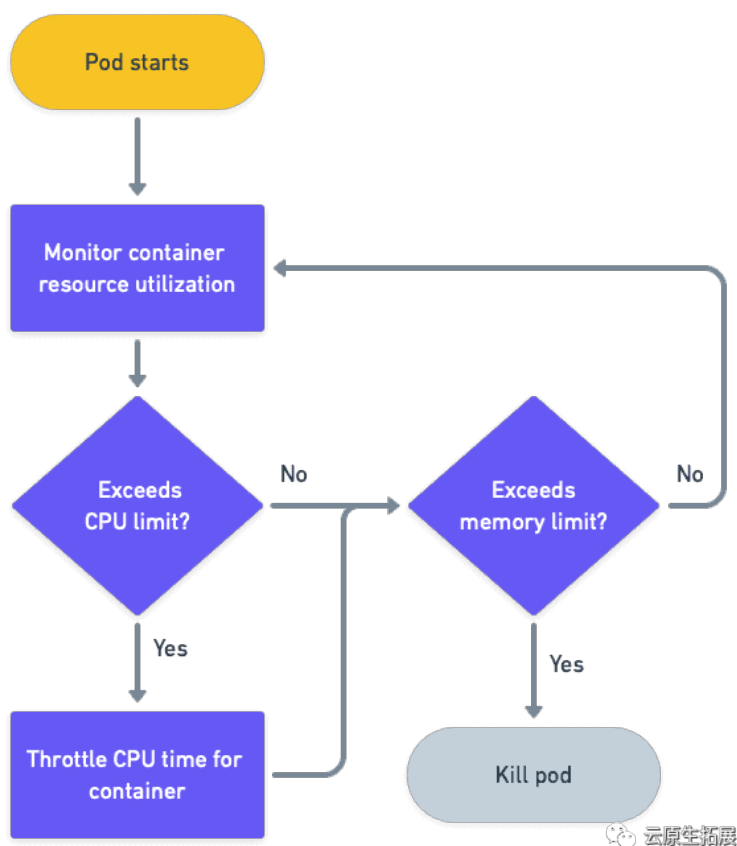 Pod starts
Monitor container
resource utilization
Exceeds
CPU limit?
No
Exceeds
memory limit?
No
Yes
Yes
Throttle CPU time for
container
Kill pod
云原生拓展